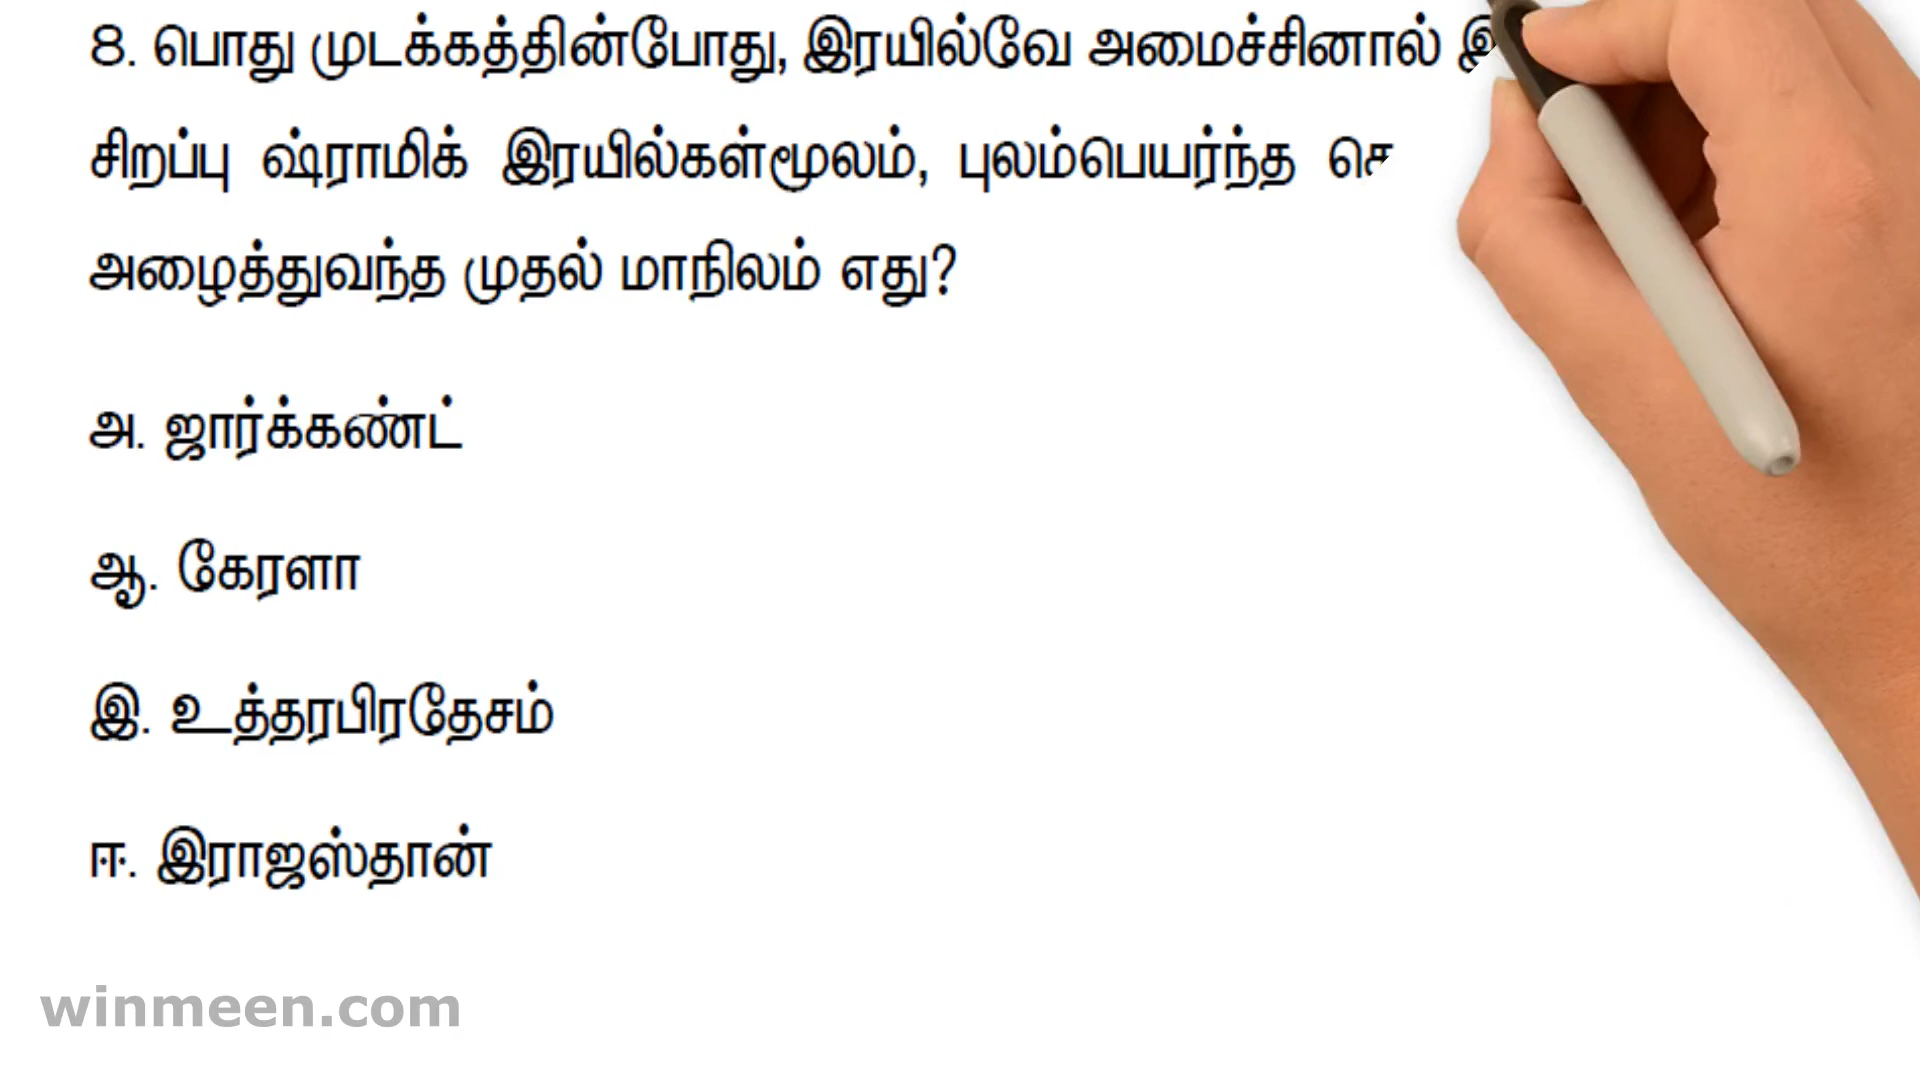 8. பொது முடக்கத்தின்போது, இரயில்வே அமைச்சினால்
சிறப்பு ஷ்ராமிக் இரயில்கள்மூலம், புலம்பெயர்ந்த
அழைத்துவந்த முதல் மாநிலம் எது?
அ. ஜார்க்கண்ட்
ஆ. கேரளா
இ. உத்தரபிரதேசம்
ஈ. இராஜஸ்தான்
winmeen.com